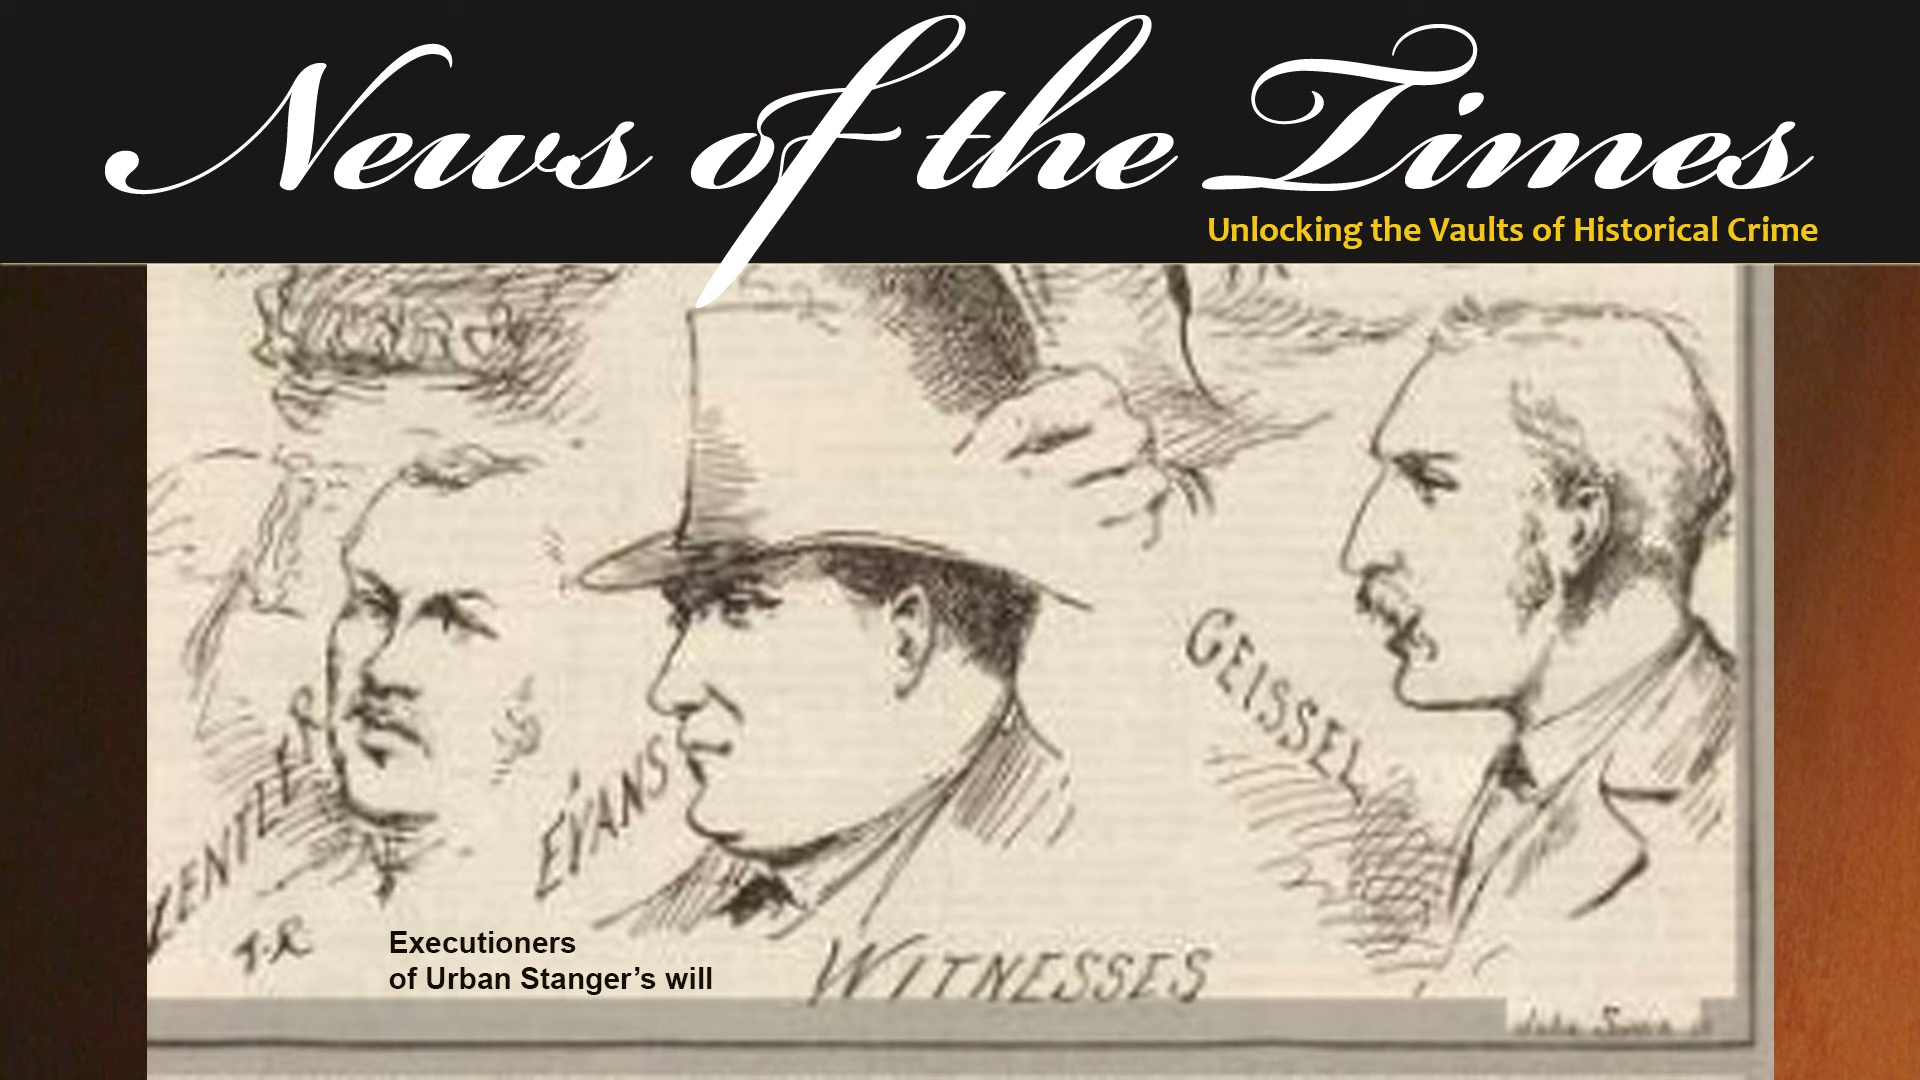 News of the Times
Unlocking the Vaults of Historical Crime
GEISSEL
EVANS
Executioners
of Urban Stanger’s will
WITNESSES